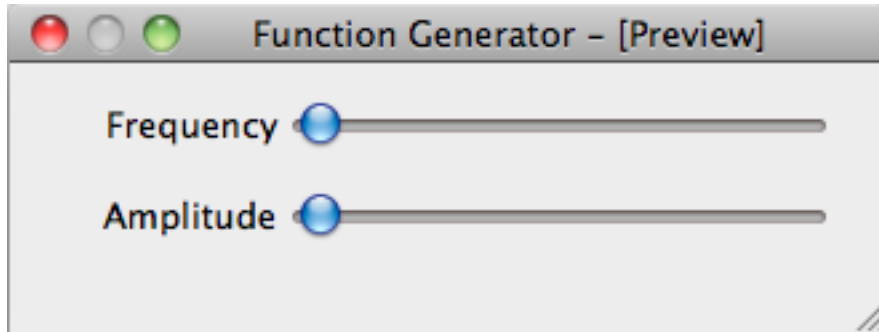 Function Generator – [Preview]
Frequency
Amplitude